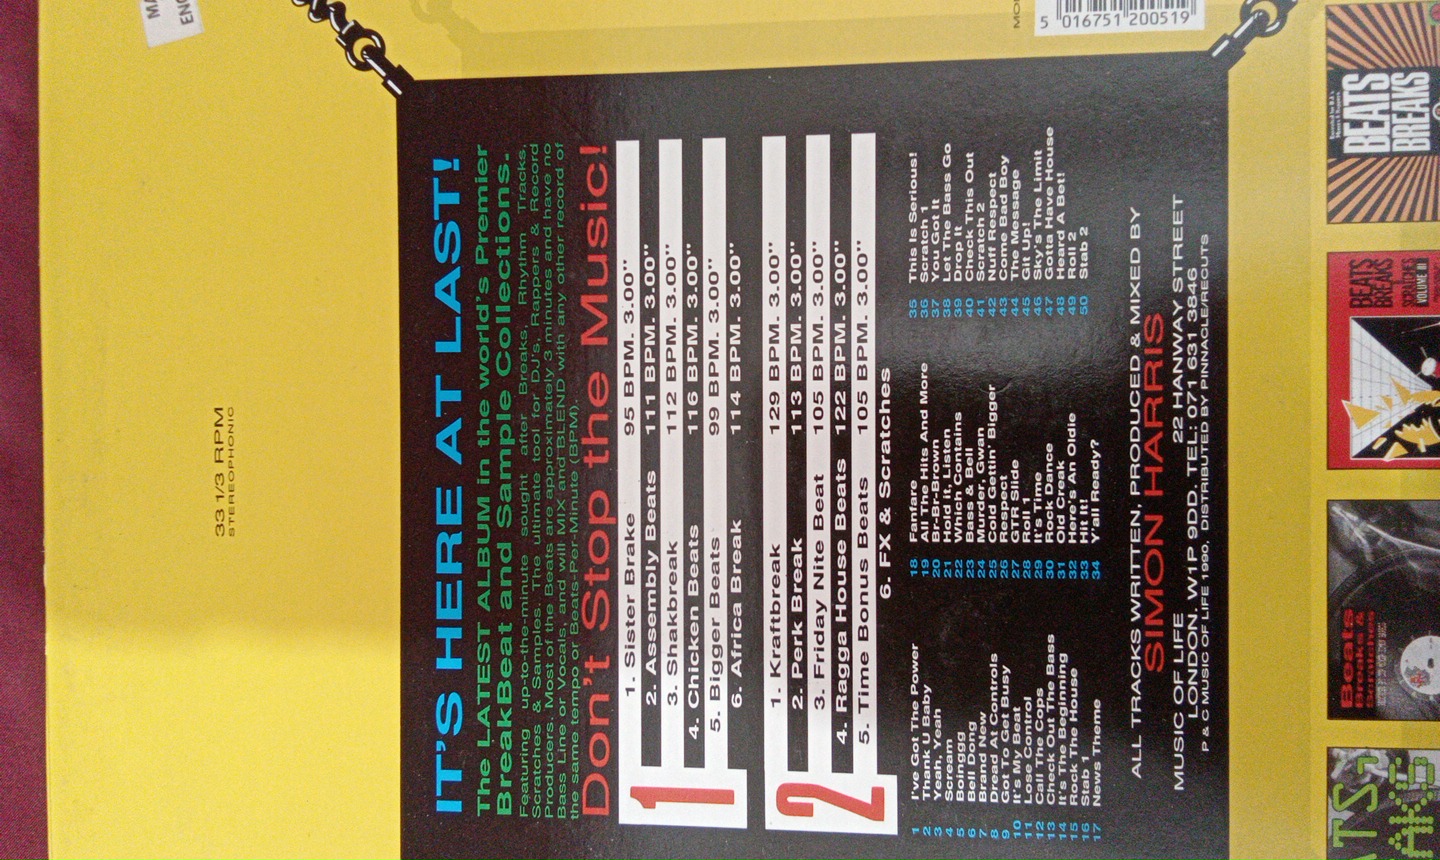 33 1/3 RPM
STEREOPHONIC
IT'S HERE AT LAST!
The LATEST ALBUM in the world's Premier
BreakBeat and Sample Collections.
Featuring up-to-the-minute sought after Breaks, Rhythm Tracks,
Scratches & Samples. The ultimate tool for DJ's, Rappers & Record
Producers. Most of the Beats are approximately 3 minutes and have no
Bass Line or Vocals, and will MIX and BLEND with any other record of
the same tempo or Beats-Per-Minute (BPM).
Don't Stop the Music!
1
1. Sister Brake 95 BPM. 3.00"
2. Assembly Beats 111 BPM. 3.00"
3. Shakbreak 112 BPM. 3.00"
4. Chicken Beats 116 BPM. 3.00"
5. Bigger Beats 99 BPM. 3.00"
6. Africa Break 114 BPM. 3.00"
2
1. Kraftbreak 129 BPM. 3.00"
2. Perk Break 113 BPM. 3.00"
3. Friday Nite Beat 105 BPM. 3.00"
4. Ragga House Beats 122 BPM. 3.00"
5. Time Bonus Beats 105 BPM. 3.00"
6. FX & Scratches
1 I've Got The Power
2 Thank U Baby
3 Yeah, Yeah
4 Scream
5 Boinggg
6 Bell Dong
7 Brand New
8 Dread At Controls
9 Got To Get Busy
10 It's My Beat
11 Lose Control
12 Call The Cops
13 Check Out The Bass
14 It's The Beginning
15 Rock The House
16 Stab 1
17 News Theme
18 Fanfare
19 All The Hits And More
20 Br-Br-Brown
21 Hold it, Listen
22 Which Contains
23 Bass & Bell
24 Murder, Gwan
25 Cold Gettin' Bigger
26 Respect
27 GTR Slide
28 Roll 1
29 It's Time
30 Rock Dance
31 Old Creak
32 Here's An Oldie
33 Hit It!
34 Y'all Ready?
35 This Is Serious!
36 Scratch 1
37 You Got It
38 Let The Bass Go
39 Drop It
40 Check This Out
41 Scratch 2
42 Nuff Respect
43 Come Bad Boy
44 The Message
45 Git Up!
46 Sky's The Limit
47 Gotta Have House
48 Heard A Bet!
49 Roll 2
50 Stab 2
ALL TRACKS WRITTEN, PRODUCED & MIXED BY
SIMON HARRIS
MUSIC OF LIFE 22 HANWAY STREET
LONDON. W1P 9DD. TEL: 071 631 3846
P & C MUSIC OF LIFE 1990, DISTRIBUTED BY PINNACLE/RECUTS
5 016751 200519
Beats
Breaks &
Scratches
BEATS
BREAKS
SCRATCHES
VOLUME III
BEATS
BREAKS